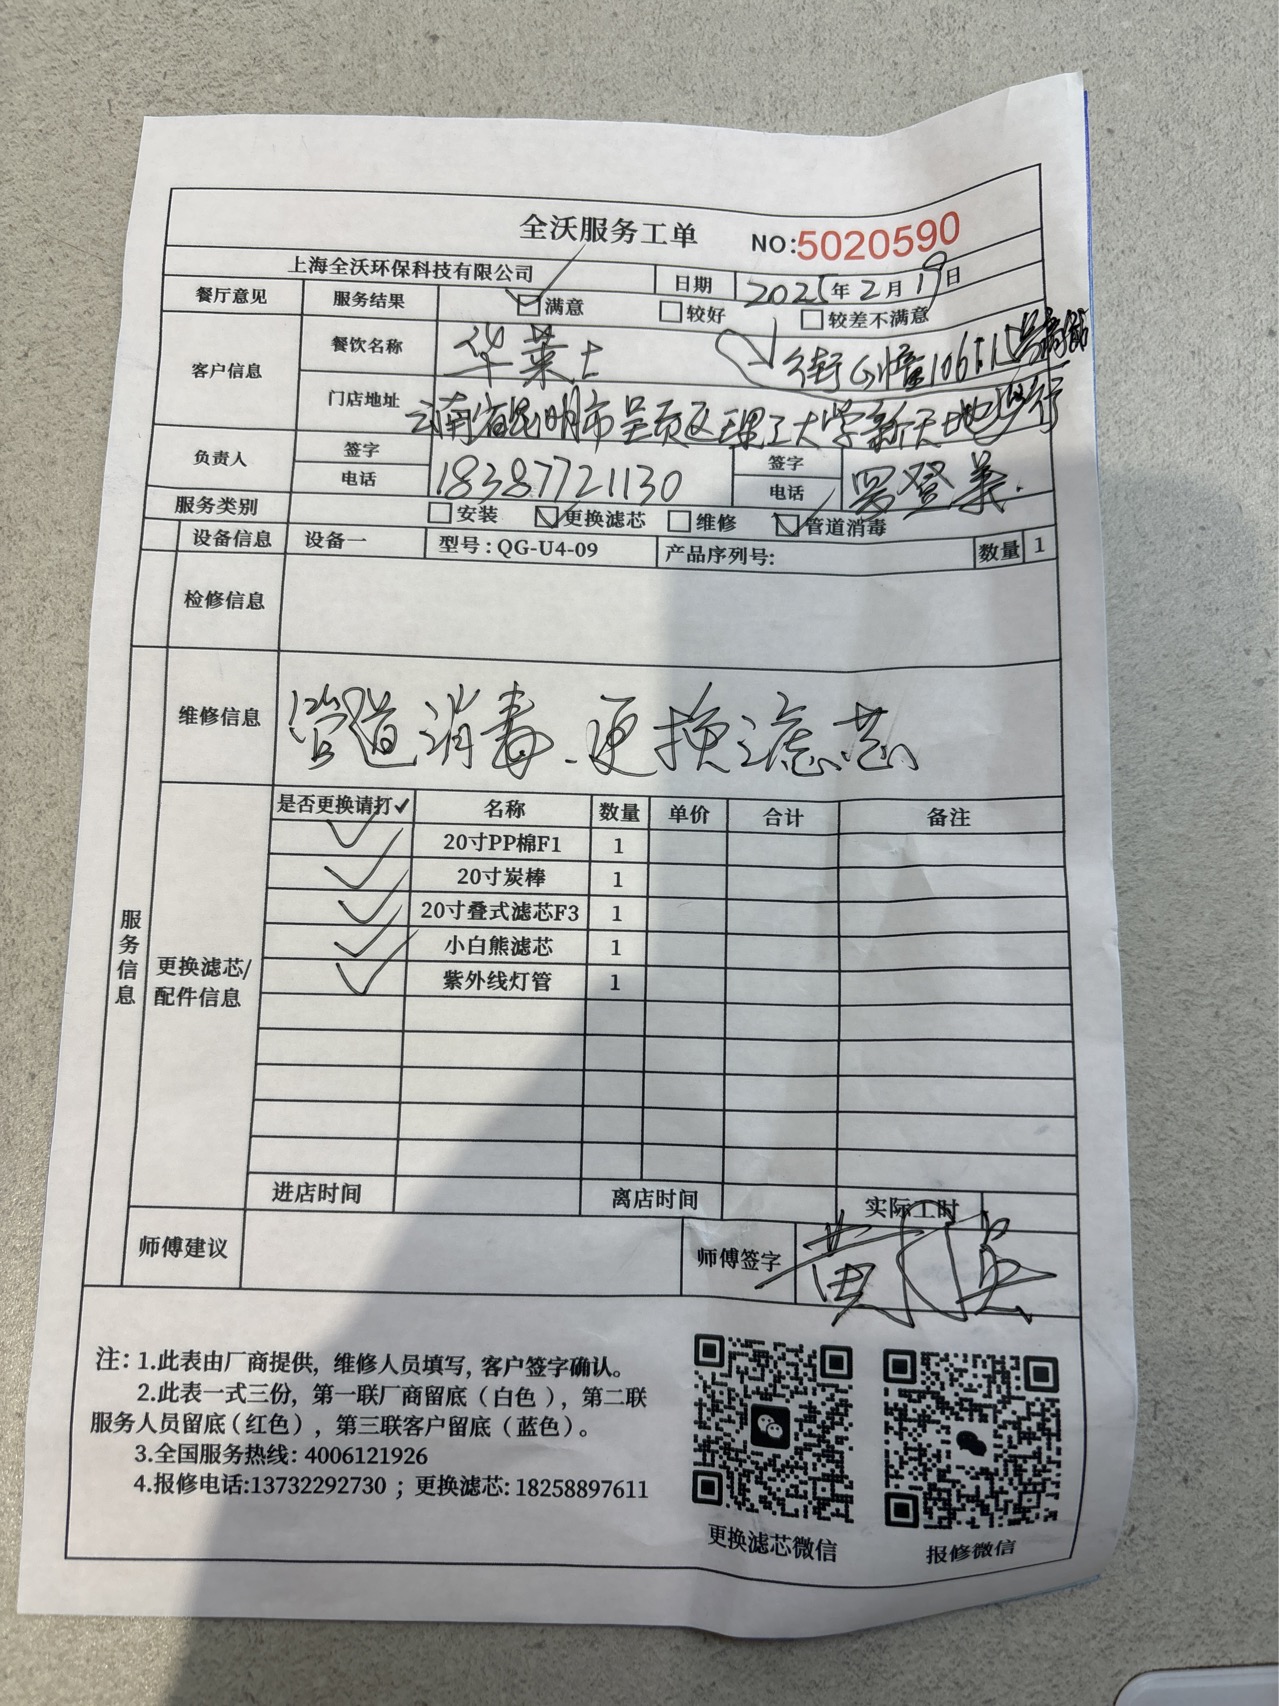 全沃服务工单 NO:5020590
上海全沃环保科技有限公司 日期 2025年2月19日
餐厅意见 服务结果 满意 较好 较差不满意
客户信息 餐饮名称 华莱士 街
门店地址 云南省昆明市呈贡区理工大学新天地步行
负责人 签字 签字
电话 18387721130 电话 罗登美
服务类别 安装 更换滤芯 维修 管道消毒
设备信息 设备一 型号:QG-U4-09 产品序列号: 数量 1
检修信息
维修信息 管道消毒.更换滤芯
服务信息
更换滤芯/
配件信息
是否更换请打✓ 名称 数量 单价 合计 备注
✓ 20寸PP棉F1 1
✓ 20寸炭棒 1
✓ 20寸叠式滤芯F3 1
✓ 小白熊滤芯 1
✓ 紫外线灯管 1
进店时间 离店时间 实际工时
师傅建议 师傅签字 黄
注: 1.此表由厂商提供, 维修人员填写, 客户签字确认。
2.此表一式三份, 第一联厂商留底(白色), 第二联
服务人员留底(红色), 第三联客户留底(蓝色)。
3.全国服务热线: 4006121926
4.报修电话:13732292730 ; 更换滤芯: 18258897611
更换滤芯微信 报修微信